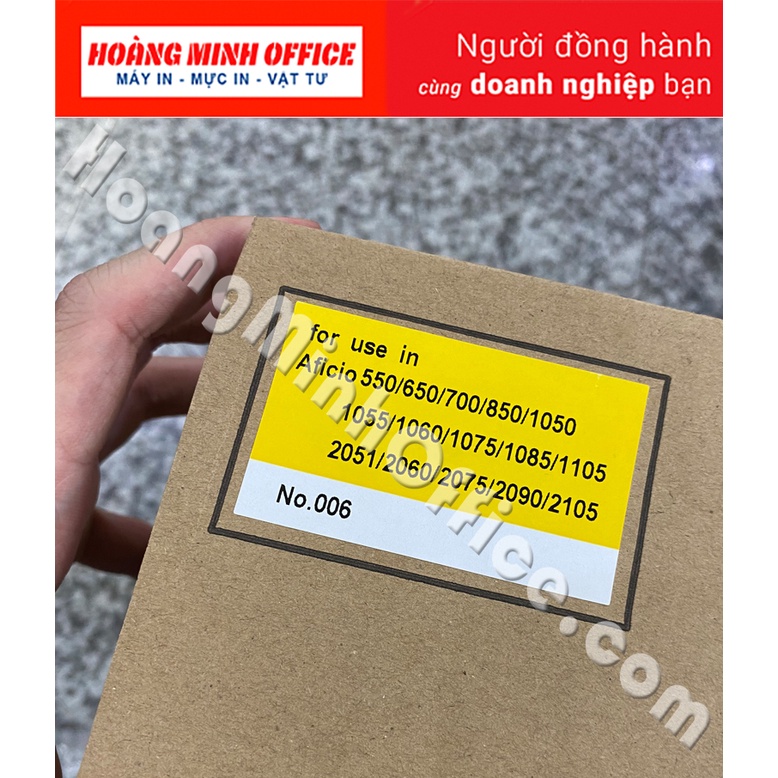 HOÀNG MINH OFFICE
MÁY IN - MỰC IN - VẬT TƯ
Người đồng hành
cùng doanh nghiệp bạn
for use in
Aficio 550/650/700/850/1050
1055/1060/1075/1085/1105
2051/2060/2075/2090/2105
No.006
HoangMinhOffice.com